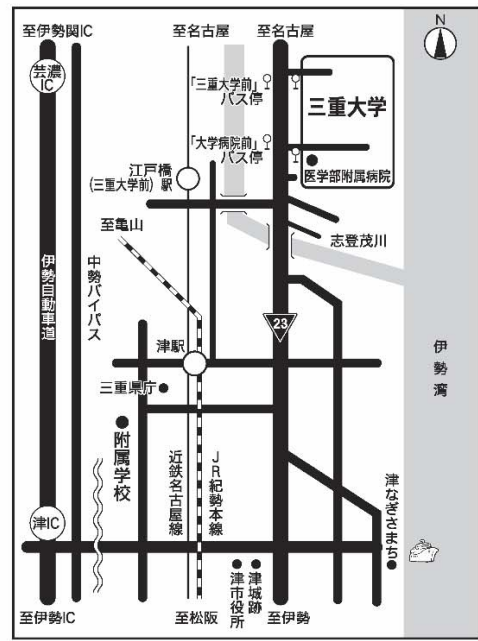 至伊勢関IC
至名古屋
至名古屋
N
芸濃
IC
「三重大学前」
バス停
三重大学
「大学病院前」
バス停
医学部附属病院
江戸橋
(三重大学前)駅
志登茂川
至亀山
伊勢自動車道
中勢バイパス
23
伊勢湾
津駅
三重県庁
附属学校
近鉄名古屋線
JR紀勢本線
津なぎさまち
津IC
津市役所
津城跡
至伊勢IC
至松阪
至伊勢